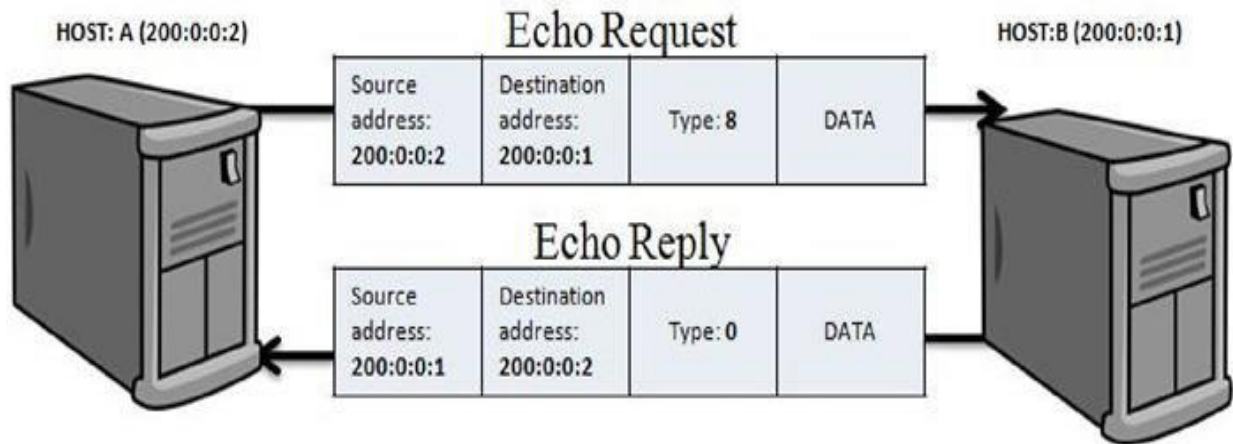 HOST: A (200:0:0:2)
Echo Request
HOST:B (200:0:0:1)
Source
address:
200:0:0:2
Destination
address:
200:0:0:1
Type: 8
DATA
Echo Reply
Source
address:
200:0:0:1
Destination
address:
200:0:0:2
Type: 0
DATA